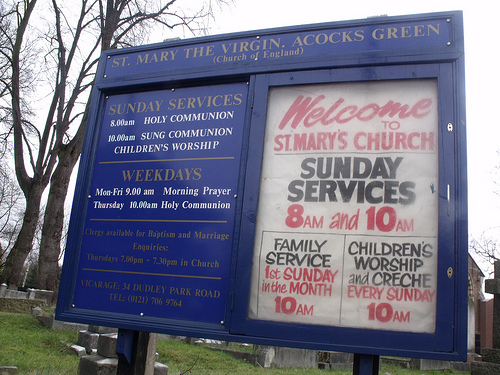 ST. MARY THE VIRGIN. ACOCKS GREEN
(Church of England)
SUNDAY SERVICES
8.00am HOLY COMMUNION
10.00am SUNG COMMUNION
CHILDREN'S WORSHIP
WEEKDAYS
Mon-Fri 9.00 am Morning Prayer
Thursday 10.00am Holy Communion
Clergy available for Baptism and Marriage
Enquiries:
Thursdays 7.00pm - 7.30pm in Church
VICARAGE: 34 DUDLEY PARK ROAD
TEL: (0121) 706 9764
Welcome
TO
ST. MARY'S CHURCH
SUNDAY
SERVICES
8AM and 10AM
FAMILY
SERVICE
1st SUNDAY
in the MONTH
10AM
CHILDREN'S
WORSHIP
and CRECHE
EVERY SUNDAY
10AM